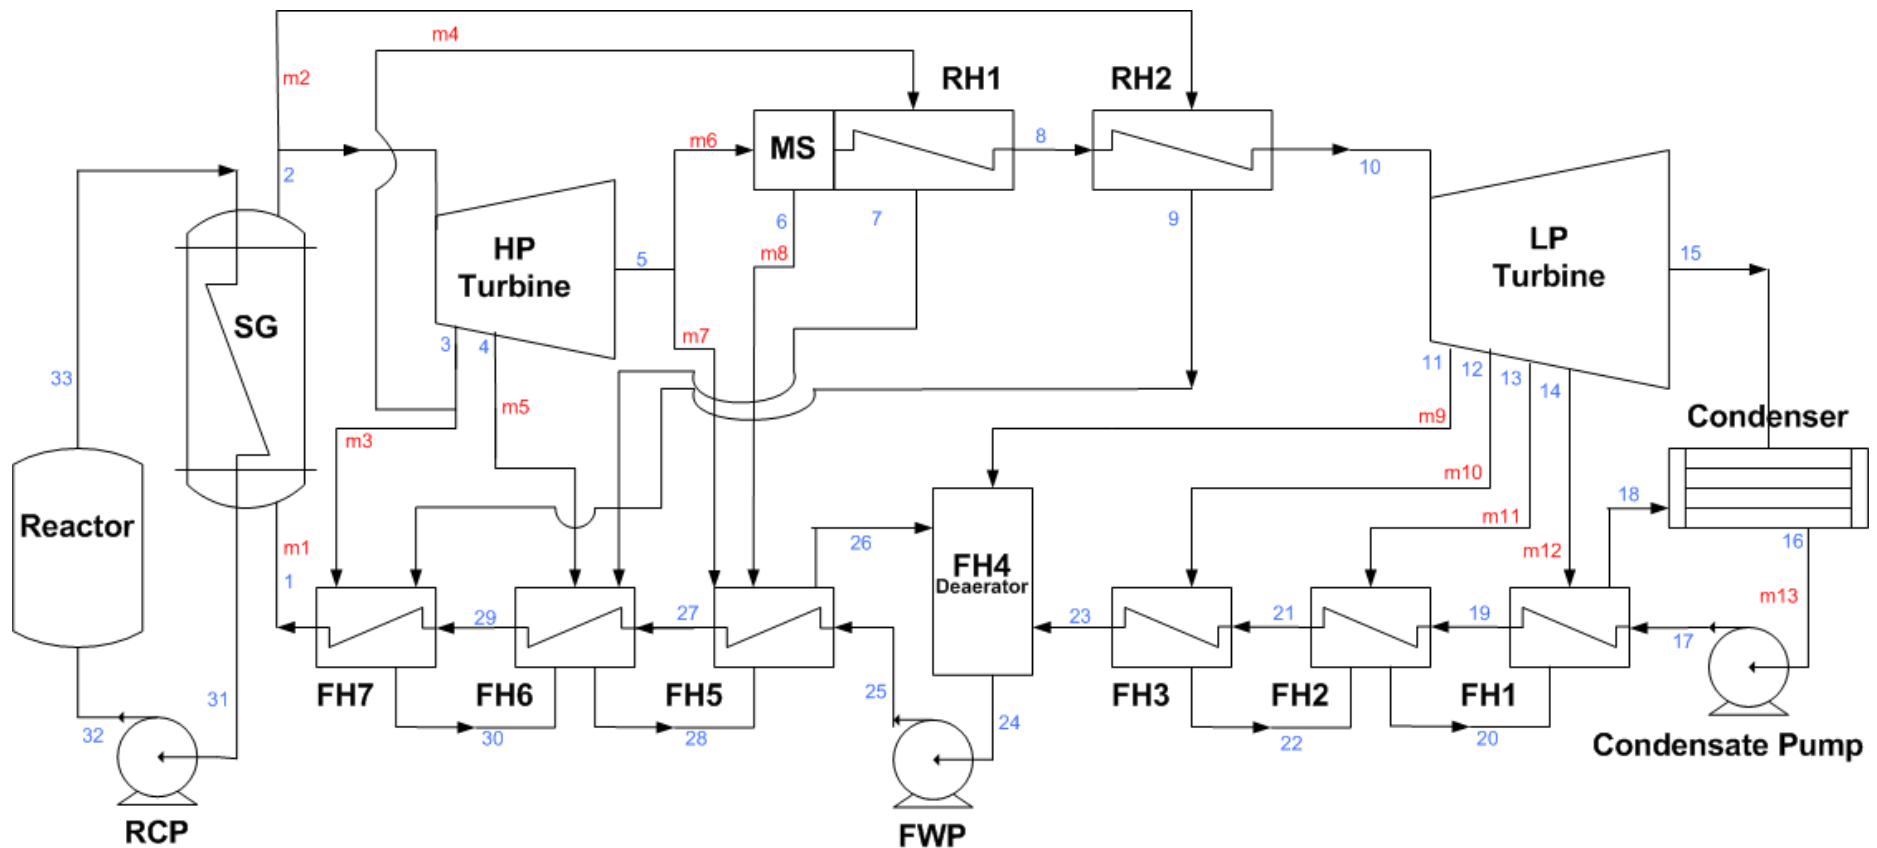 m4
m2
RH1
RH2
2
m6
MS
8
10
HP
Turbine
5
6
7
9
m8
LP
Turbine
15
SG
3
4
m7
33
11
12
13
14
m5
m9
Condenser
m3
m10
18
Reactor
m11
16
m1
26
FH4
Deaerator
m12
1
29
27
23
21
19
m13
17
FH7
FH6
FH5
25
FH3
FH2
FH1
31
32
30
28
24
22
20
Condensate Pump
RCP
FWP